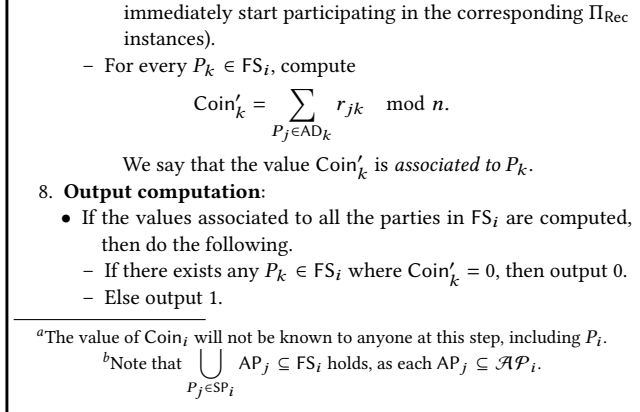 immediately start participating in the corresponding Π_Rec
instances).
– For every P_k ∈ FS_i, compute
Coin′_k = ∑_{P_j∈AD_k} r_{jk} mod n.
We say that the value Coin′_k is associated to P_k.
8. Output computation:
• If the values associated to all the parties in FS_i are computed,
then do the following.
– If there exists any P_k ∈ FS_i where Coin′_k = 0, then output 0.
– Else output 1.
^a The value of Coin_i will not be known to anyone at this step, including P_i.
^b Note that ⋃_{P_j∈SP_i} AP_j ⊆ FS_i holds, as each AP_j ⊆ 𝒜𝒫_i.